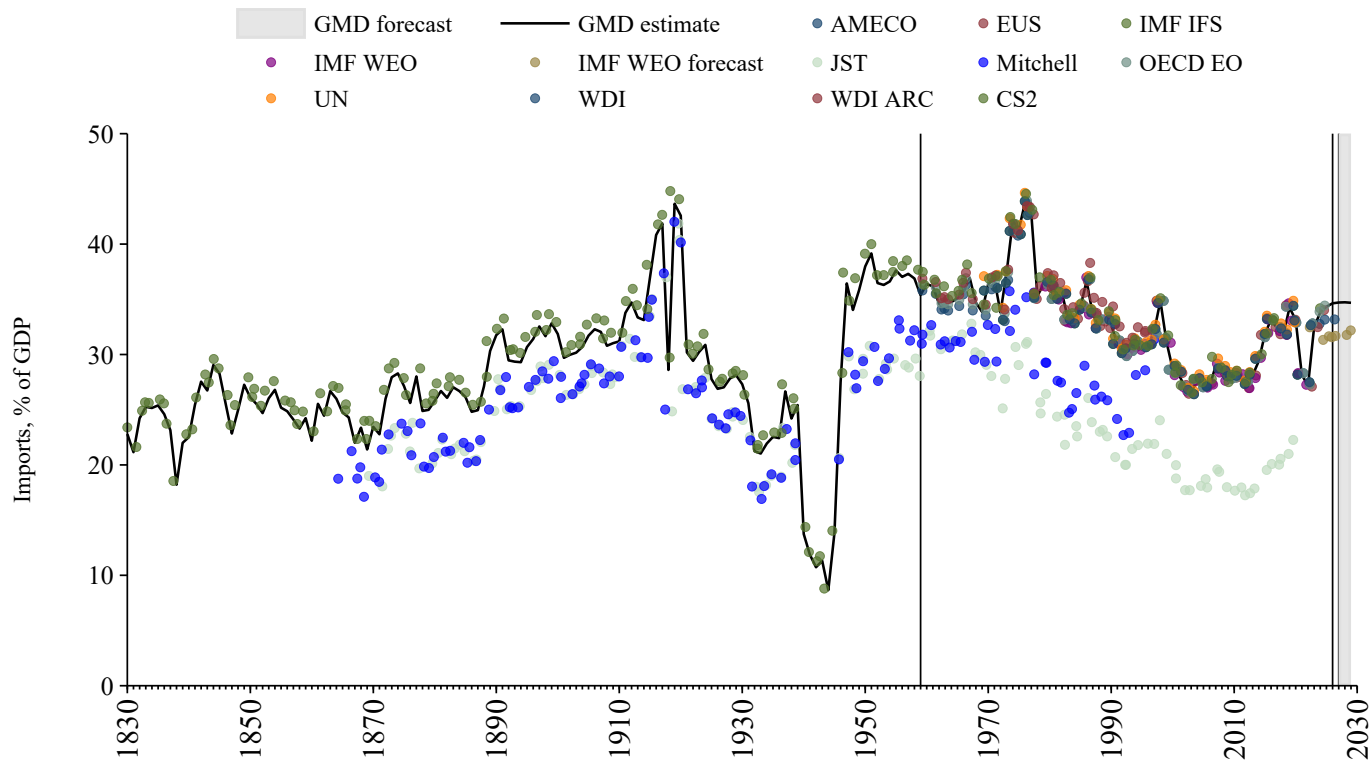 GMD forecast GMD estimate AMECO EUS IMF IFS
IMF WEO IMF WEO forecast JST Mitchell OECD EO
UN WDI WDI ARC CS2
50
40
30
20
10
0
Imports, % of GDP
1830 1850 1870 1890 1910 1930 1950 1970 1990 2010 2030